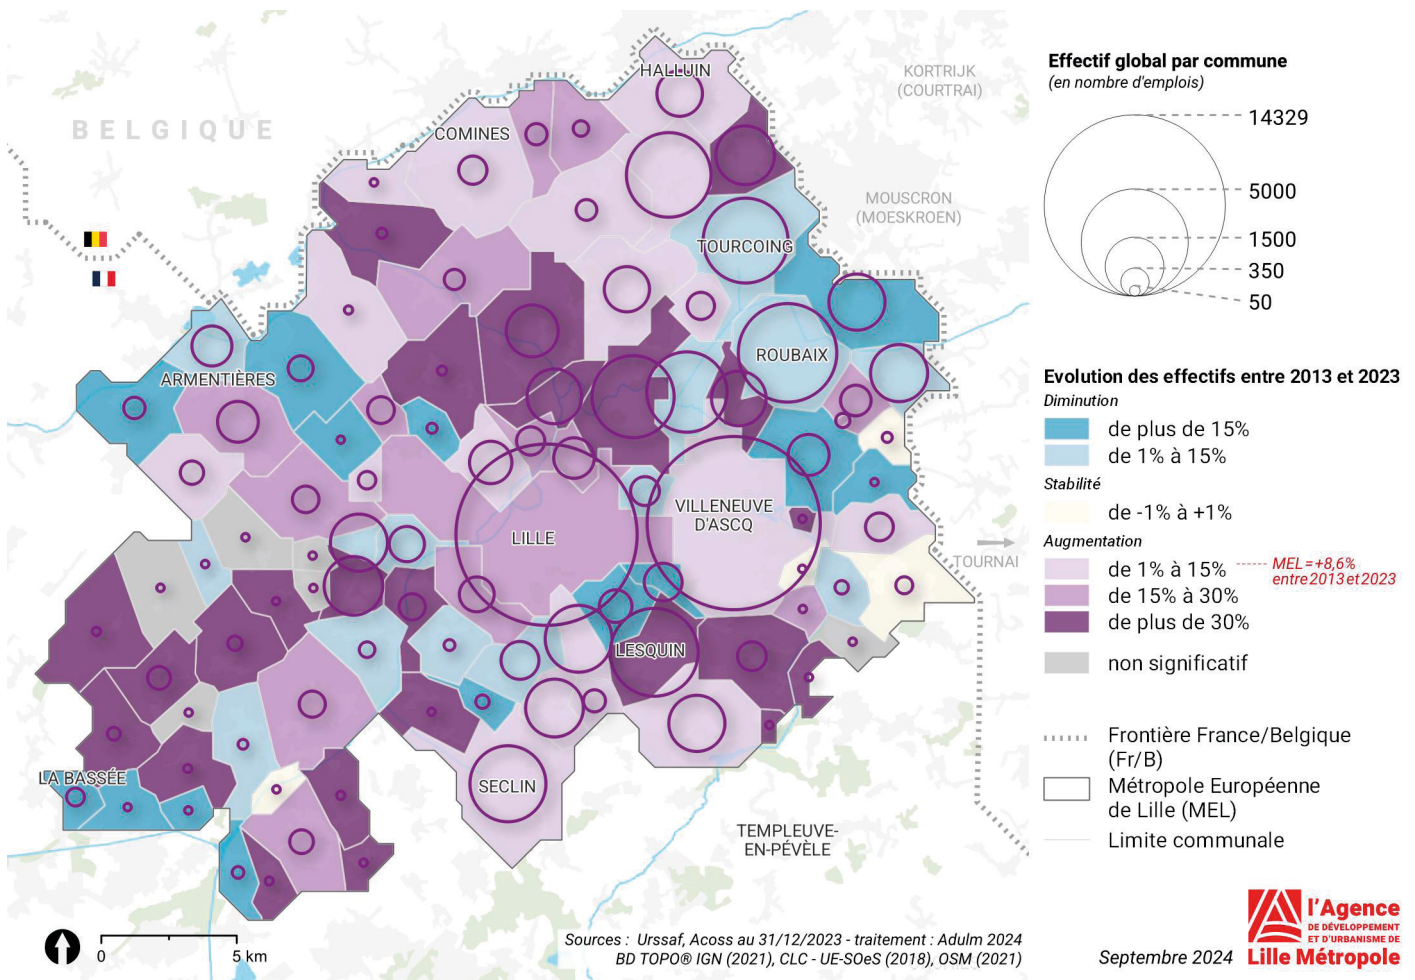 BELGIQUE
HALLUIN
KORTRIJK
(COURTRAI)
COMINES
MOUSCRON
(MOESKROEN)
TOURCOING
ROUBAIX
ARMENTIÈRES
VILLENEUVE
D'ASCQ
LILLE
TOURNAI
LESQUIN
LA BASSÉE
SECLIN
TEMPLEUVE-
EN-PÉVÈLE
0
5 km
Sources : Urssaf, Acoss au 31/12/2023 - traitement : Adulm 2024
BD TOPO® IGN (2021), CLC - UE-SOeS (2018), OSM (2021)
Effectif global par commune
(en nombre d'emplois)
14329
5000
1500
350
50
Evolution des effectifs entre 2013 et 2023
Diminution
de plus de 15%
de 1% à 15%
Stabilité
de -1% à +1%
Augmentation
de 1% à 15%
MEL = +8,6%
entre 2013 et 2023
de 15% à 30%
de plus de 30%
non significatif
Frontière France/Belgique
(Fr/B)
Métropole Européenne
de Lille (MEL)
Limite communale
Septembre 2024
l'Agence
DE DÉVELOPPEMENT
ET D'URBANISME DE
Lille Métropole